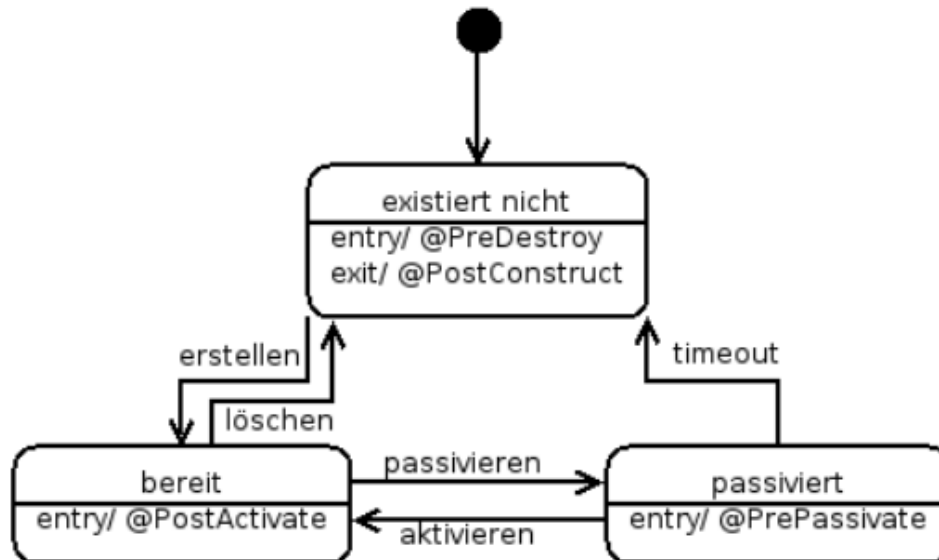 existiert nicht
entry/ @PreDestroy
exit/ @PostConstruct
erstellen
timeout
löschen
bereit
entry/ @PostActivate
passivieren
aktivieren
passiviert
entry/ @PrePassivate